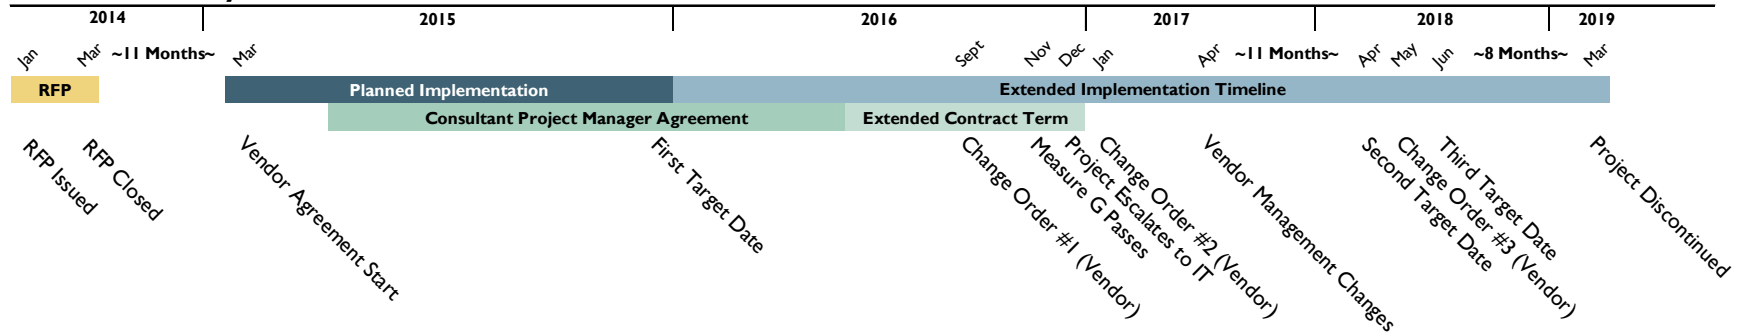 2014
2015
2016
2017
2018
2019
Jan
Mar
~11 Months~
Mar
Sept
Nov
Dec
Jan
Apr
~11 Months~
Apr
May
Jun
~8 Months~
Mar
RFP
Planned Implementation
Extended Implementation Timeline
Consultant Project Manager Agreement
Extended Contract Term
RFP Issued
RFP Closed
Vendor Agreement Start
First Target Date
Change Order #1 (Vendor)
Measure G Passes
Project Escalates to IT
Change Order #2 (Vendor)
Vendor Management Changes
Second Target Date
Change Order #3 (Vendor)
Third Target Date
Project Discontinued